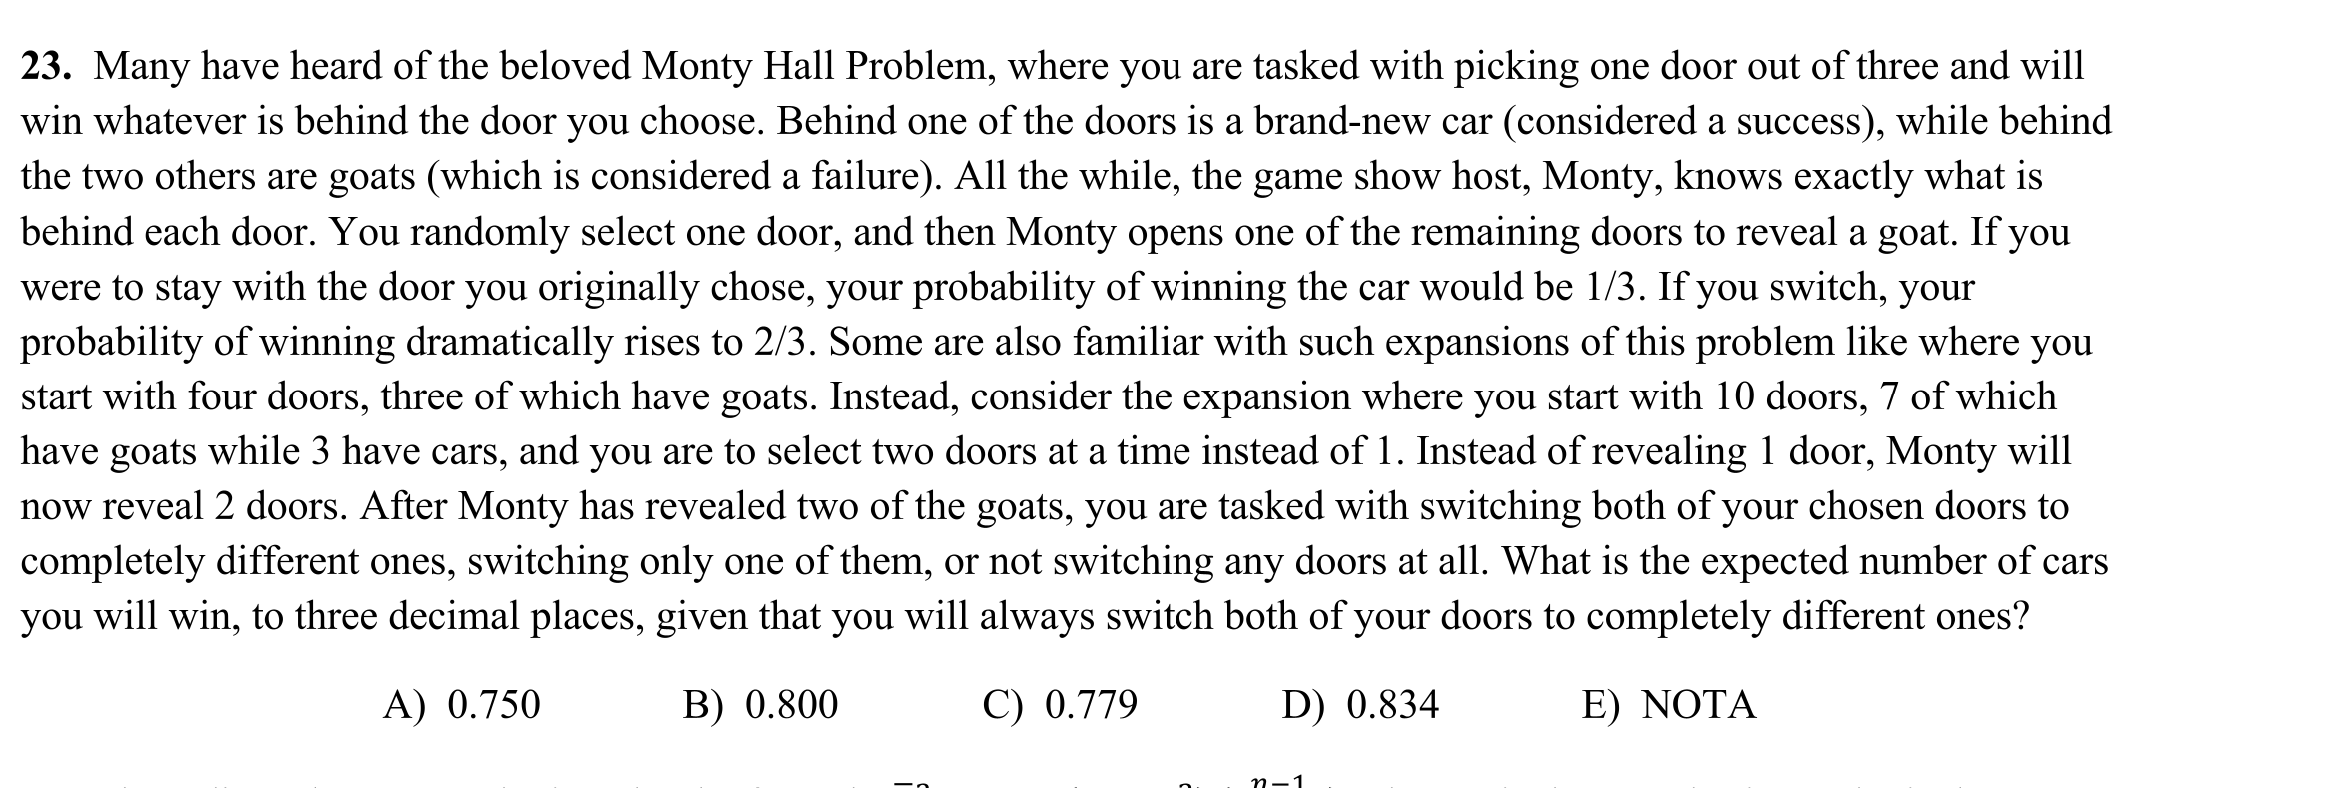 23. Many have heard of the beloved Monty Hall Problem, where you are tasked with picking one door out of three and will
win whatever is behind the door you choose. Behind one of the doors is a brand-new car (considered a success), while behind
the two others are goats (which is considered a failure). All the while, the game show host, Monty, knows exactly what is
behind each door. You randomly select one door, and then Monty opens one of the remaining doors to reveal a goat. If you
were to stay with the door you originally chose, your probability of winning the car would be 1/3. If you switch, your
probability of winning dramatically rises to 2/3. Some are also familiar with such expansions of this problem like where you
start with four doors, three of which have goats. Instead, consider the expansion where you start with 10 doors, 7 of which
have goats while 3 have cars, and you are to select two doors at a time instead of 1. Instead of revealing 1 door, Monty will
now reveal 2 doors. After Monty has revealed two of the goats, you are tasked with switching both of your chosen doors to
completely different ones, switching only one of them, or not switching any doors at all. What is the expected number of cars
you will win, to three decimal places, given that you will always switch both of your doors to completely different ones?
A) 0.750 B) 0.800 C) 0.779 D) 0.834 E) NOTA